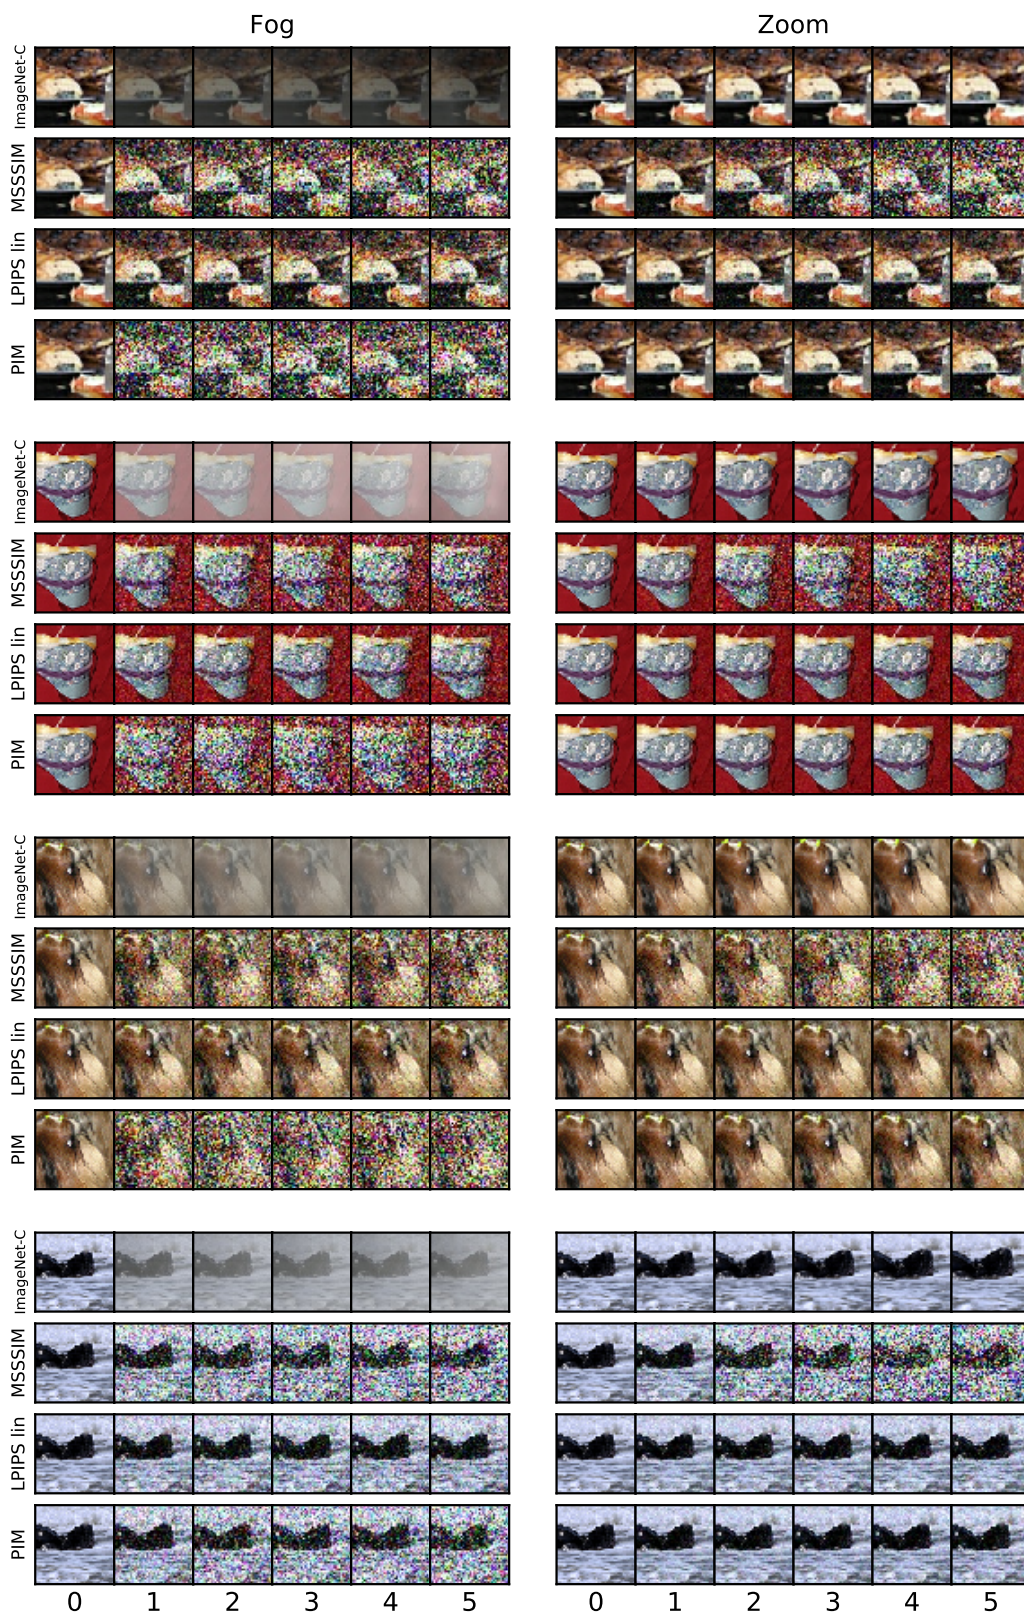 Fog
Zoom
ImageNet-C
MSSSIM
LPIPS lin
PIM
ImageNet-C
MSSSIM
LPIPS lin
PIM
ImageNet-C
MSSSIM
LPIPS lin
PIM
ImageNet-C
MSSSIM
LPIPS lin
PIM
0 1 2 3 4 5
0 1 2 3 4 5